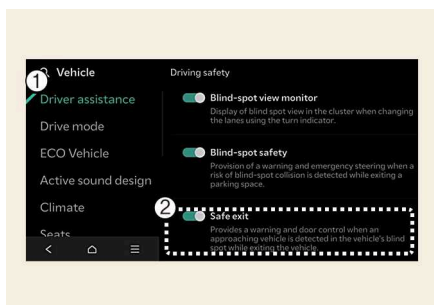 Vehicle
Driving safety
1
Driver assistance
Drive mode
ECO Vehicle
Active sound design
Climate
Seats
Blind-spot view monitor
Display of blind spot view in the cluster when changing
the lanes using the turn indicator.
Blind-spot safety
Provision of a warning and emergency steering when a
risk of blind-spot collision is detected while exiting a
parking space.
2
Safe exit
Provides a warning and door control when an
approaching vehicle is detected in the vehicle's blind
spot while exiting the vehicle.